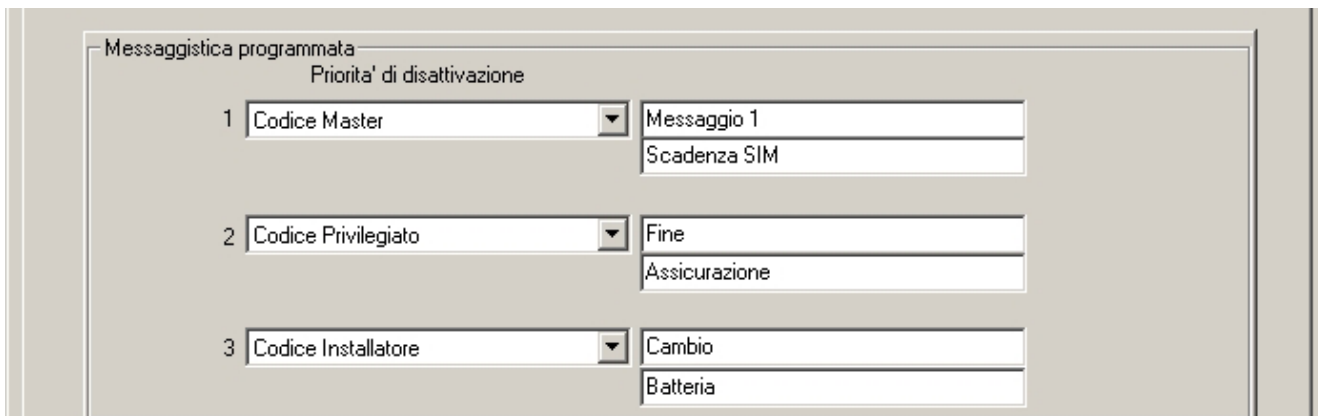 Messaggistica programmata
Priorita' di disattivazione
1 Codice Master Messaggio 1
Scadenza SIM
2 Codice Privilegiato Fine
Assicurazione
3 Codice Installatore Cambio
Batteria